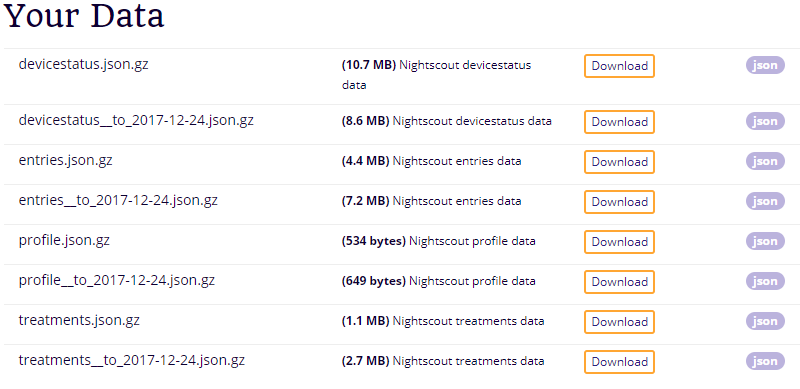 Your Data
devicestatus.json.gz (10.7 MB) Nightscout devicestatus Download json
data
devicestatus__to_2017-12-24.json.gz (8.6 MB) Nightscout devicestatus data Download json
entries.json.gz (4.4 MB) Nightscout entries data Download json
entries__to_2017-12-24.json.gz (7.2 MB) Nightscout entries data Download json
profile.json.gz (534 bytes) Nightscout profile data Download json
profile__to_2017-12-24.json.gz (649 bytes) Nightscout profile data Download json
treatments.json.gz (1.1 MB) Nightscout treatments data Download json
treatments__to_2017-12-24.json.gz (2.7 MB) Nightscout treatments data Download json